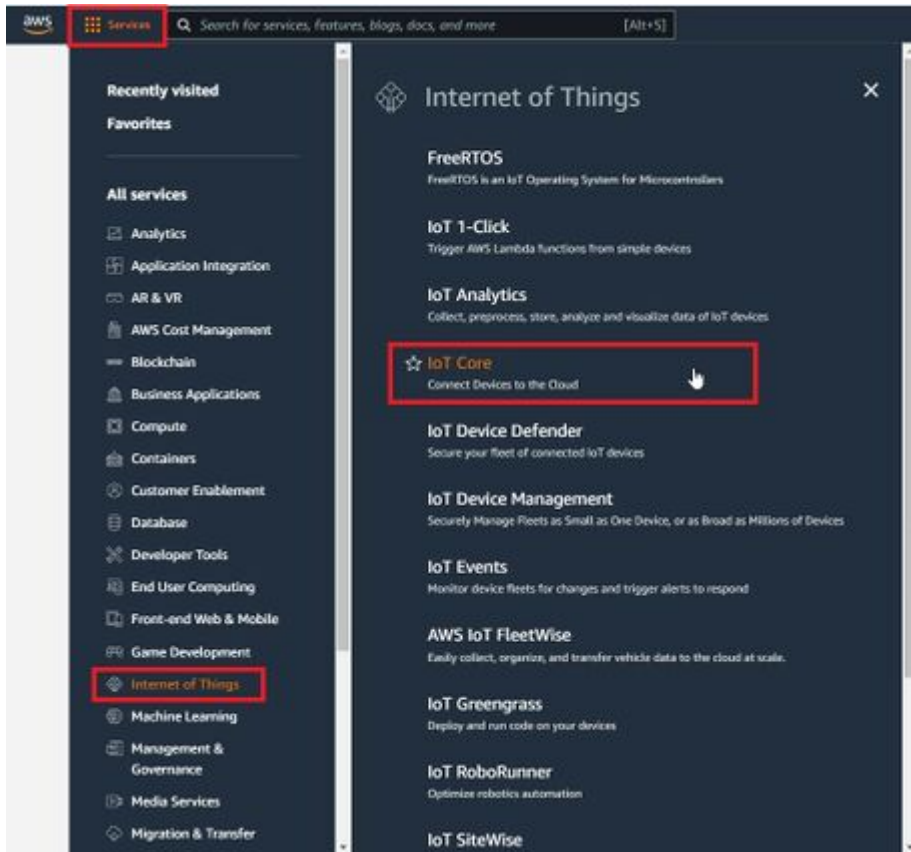 aws
Services
Search for services, features, blogs, docs, and more
[Alt+S]
Recently visited
Favorites
All services
Analytics
Application Integration
AR & VR
AWS Cost Management
Blockchain
Business Applications
Compute
Containers
Customer Enablement
Database
Developer Tools
End User Computing
Front-end Web & Mobile
Game Development
Internet of Things
Machine Learning
Management &
Governance
Media Services
Migration & Transfer
Internet of Things
FreeRTOS
FreeRTOS is an IoT Operating System for Microcontrollers
IoT 1-Click
Trigger AWS Lambda functions from simple devices
IoT Analytics
Collect, preprocess, store, analyze and visualize data of IoT devices
IoT Core
Connect Devices to the Cloud
IoT Device Defender
Secure your fleet of connected IoT devices
IoT Device Management
Securely Manage Fleets as Small as One Device, or as Broad as Millions of Devices
IoT Events
Monitor device fleets for changes and trigger alerts to respond
AWS IoT FleetWise
Easily collect, organize, and transfer vehicle data to the cloud at scale.
IoT Greengrass
Deploy and run code on your devices
IoT RoboRunner
Optimize robotics automation
IoT SiteWise